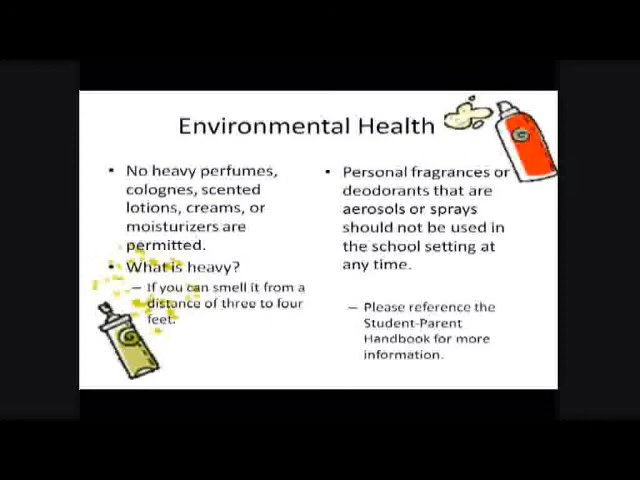 Environmental Health
• No heavy perfumes,
colognes, scented
lotions, creams, or
moisturizers are
permitted.
• What is heavy?
– If you can smell it from a
distance of three to four
feet.
• Personal fragrances or
deodorants that are
aerosols or sprays
should not be used in
the school setting at
any time.
– Please reference the
Student-Parent
Handbook for more
information.